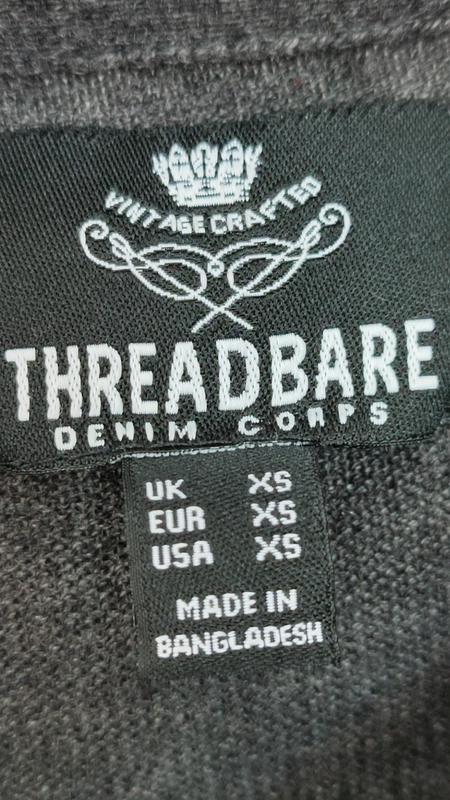 VINTAGE CRAFTED
THREADBARE
DENIM CORPS
UK XS
EUR XS
USA XS
MADE IN
BANGLADESH